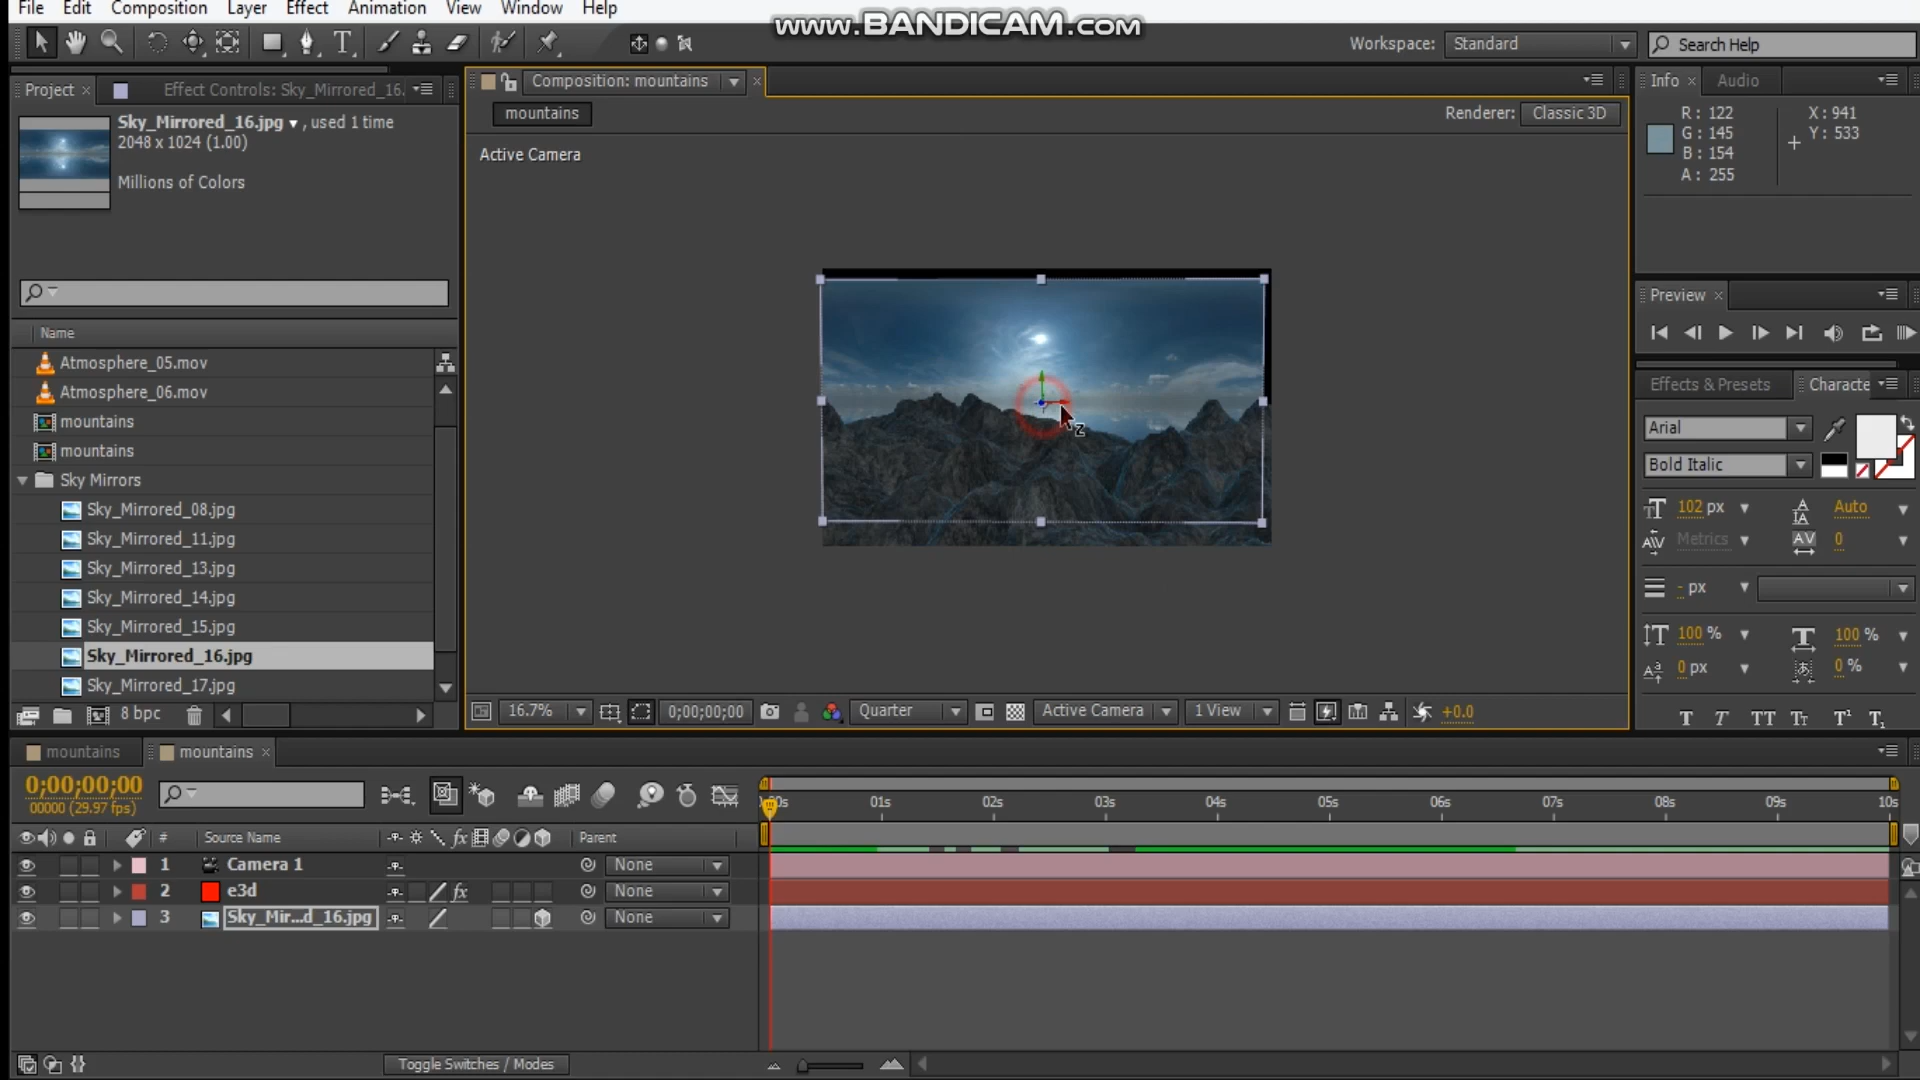 File Edit Composition Layer Effect Animation View Window Help
www.BANDICAM.com
Workspace: Standard
Search Help
Project
Effect Controls: Sky_Mirrored_16.
Composition: mountains
Info
Audio
Sky_Mirrored_16.jpg , used 1 time
2048 x 1024 (1.00)
Millions of Colors
mountains
Renderer: Classic 3D
R: 122
G: 145
B: 154
A: 255
X: 941
Y: 533
Active Camera
Preview
Name
Atmosphere_05.mov
Atmosphere_06.mov
mountains
mountains
Sky Mirrors
Sky_Mirrored_08.jpg
Sky_Mirrored_11.jpg
Sky_Mirrored_13.jpg
Sky_Mirrored_14.jpg
Sky_Mirrored_15.jpg
Sky_Mirrored_16.jpg
Sky_Mirrored_17.jpg
8 bpc
Effects & Presets
Characte
Arial
Bold Italic
102 px
Auto
Metrics
0
- px
100 %
100 %
0 px
0 %
T T TT Tт T¹ T₁
16.7%
0;00;00;00
Quarter
Active Camera
1 View
+0.0
mountains
mountains
0;00;00;00
00000 (29.97 fps)
00s 01s 02s 03s 04s 05s 06s 07s 08s 09s 10s
# Source Name fx Parent
1 Camera 1 None
2 e3d fx None
3 Sky_Mir...d_16.jpg None
Toggle Switches / Modes